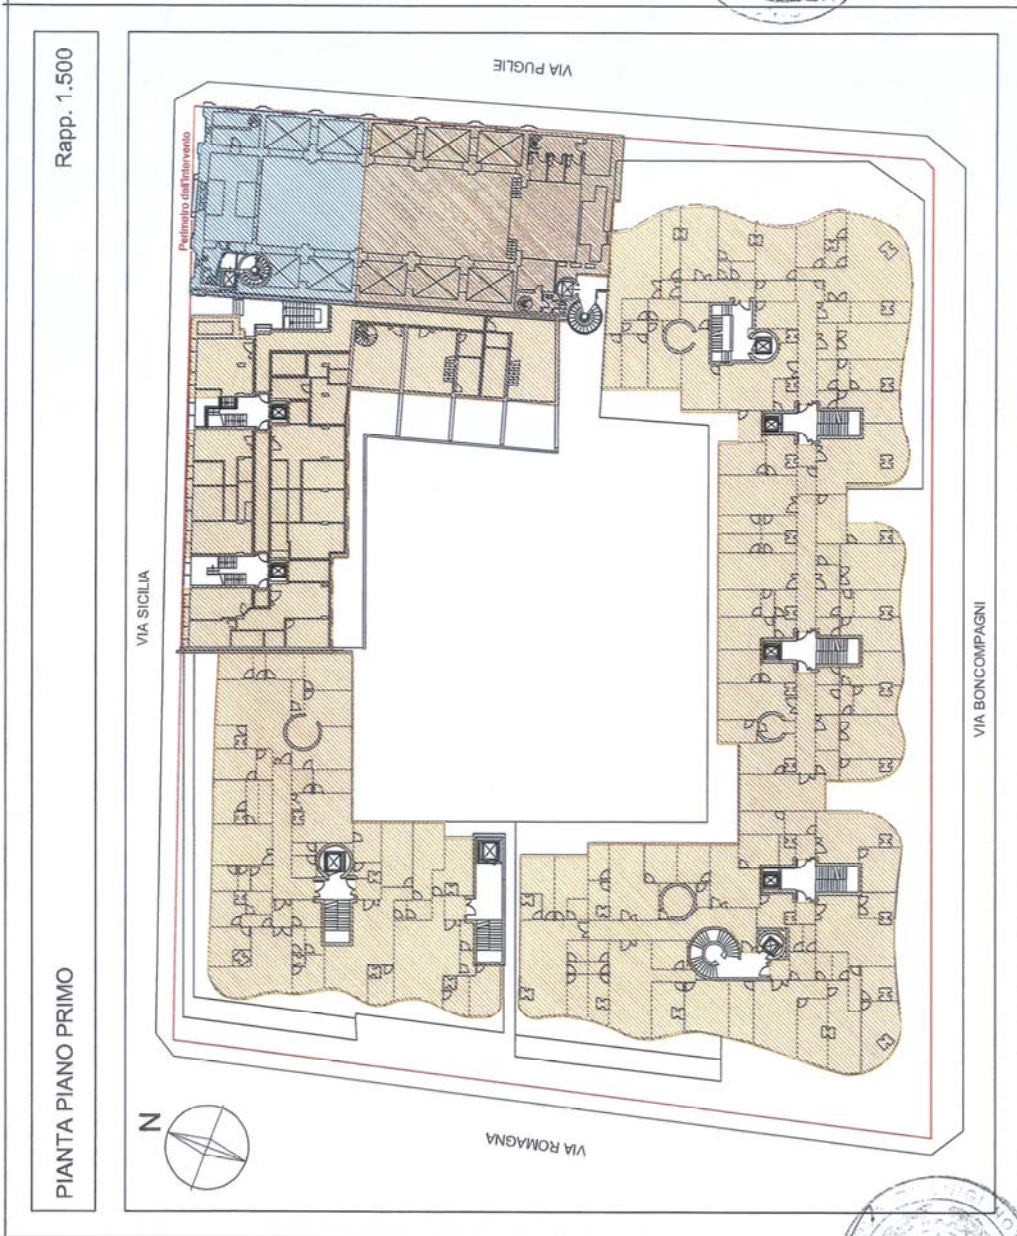 PIANTA PIANO PRIMO
Rapp. 1.500
VIA PUGLIE
Perimetro dell'intervento
VIA SICILIA
VIA BONCOMPAGNI
VIA ROMAGNA
N